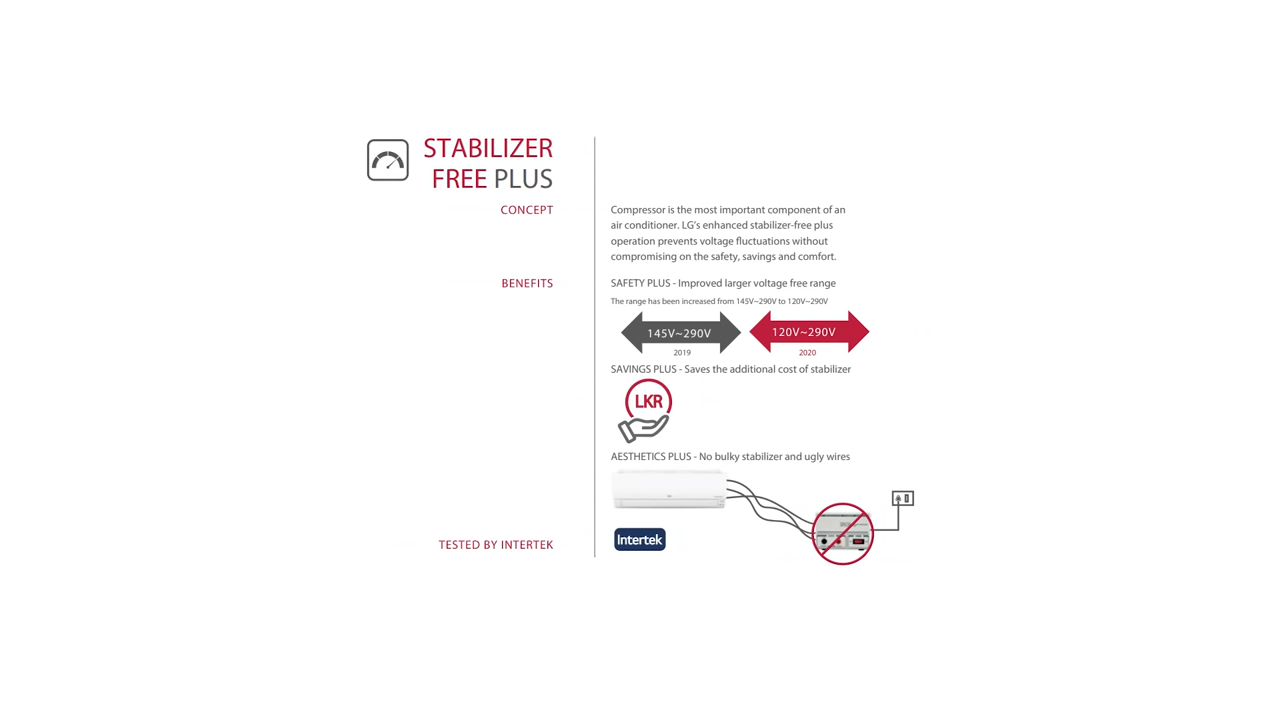 STABILIZER
FREE PLUS
CONCEPT
Compressor is the most important component of an
air conditioner. LG's enhanced stabilizer-free plus
operation prevents voltage fluctuations without
compromising on the safety, savings and comfort.
BENEFITS
SAFETY PLUS - Improved larger voltage free range
The range has been increased from 145V~290V to 120V~290V
145V~290V
120V~290V
2019
2020
SAVINGS PLUS - Saves the additional cost of stabilizer
LKR
AESTHETICS PLUS - No bulky stabilizer and ugly wires
TESTED BY INTERTEK
Intertek